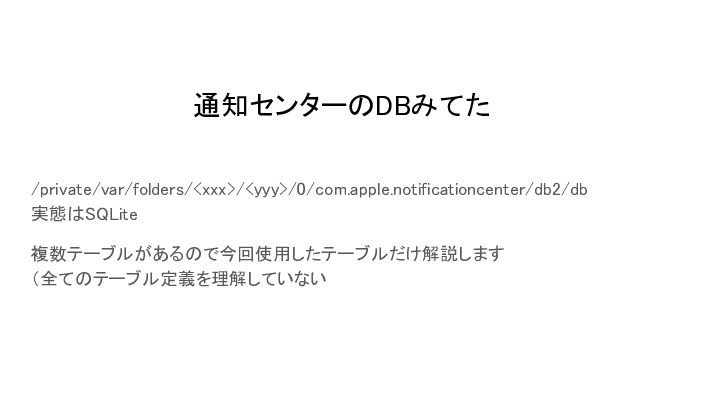 通知センターのDBみてた
/private/var/folders/<xxx>/<yyy>/0/com.apple.notificationcenter/db2/db
実態はSQLite
複数テーブルがあるので今回使用したテーブルだけ解説します
（全てのテーブル定義を理解していない